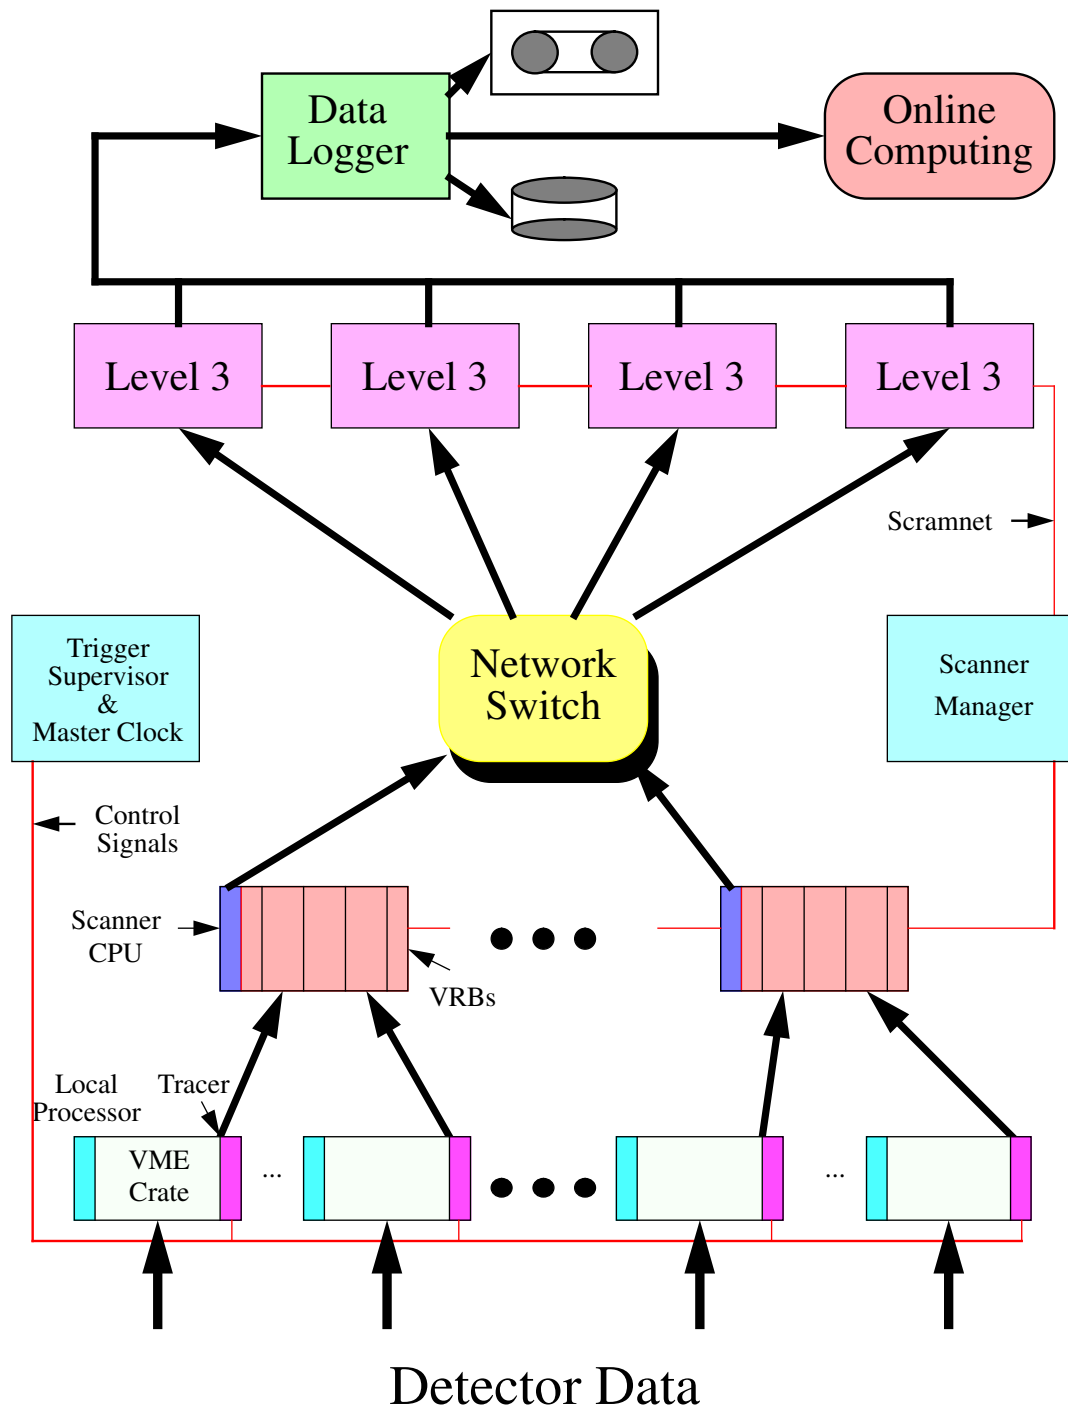 Data
Logger
Online
Computing
Level 3
Level 3
Level 3
Level 3
Scramnet
Trigger
Supervisor
&
Master Clock
Network
Switch
Scanner
Manager
Control
Signals
Scanner
CPU
VRBs
Local
Processor
Tracer
VME
Crate
...
...
Detector Data